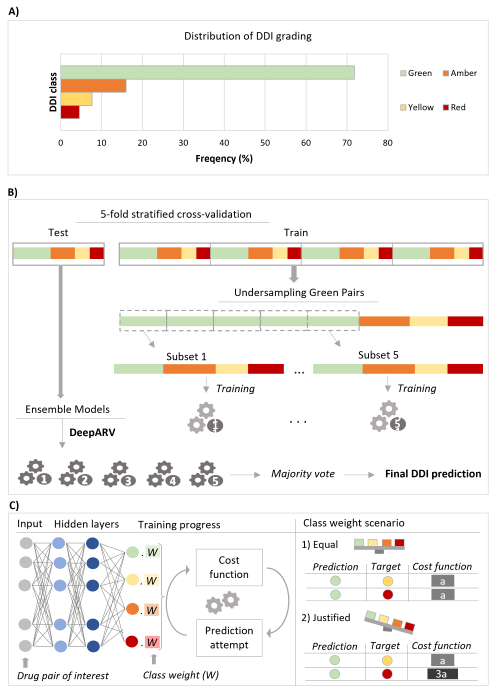 A)
Distribution of DDI grading
DDI class
Green
Amber
Yellow
Red
0 10 20 30 40 50 60 70 80
Freqency (%)
B)
5-fold stratified cross-validation
Test
Train
Undersampling Green Pairs
Subset 1
...
Subset 5
Training
Training
1
5
. . .
Ensemble Models
DeepARV
1 2 3 4 5
Majority vote
Final DDI prediction
C)
Input Hidden layers Training progress
. W
. W
. W
. W
Cost function
Prediction attempt
Drug pair of interest
Class weight (W)
Class weight scenario
1) Equal
Prediction Target Cost function
a
a
2) Justified
Prediction Target Cost function
a
3a